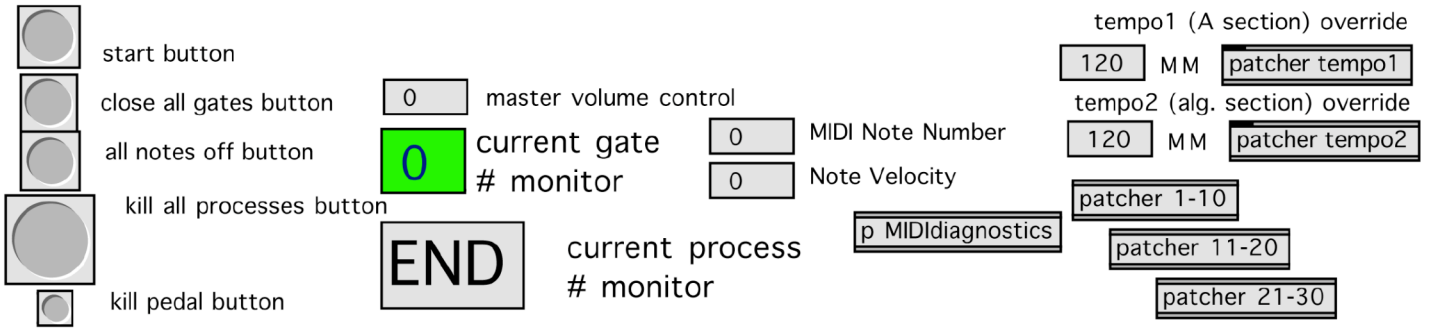 start button
close all gates button
all notes off button
kill all processes button
kill pedal button
0 master volume control
0 current gate
# monitor
END current process
# monitor
0 MIDI Note Number
0 Note Velocity
p MIDIdiagnostics
tempo1 (A section) override
120 MM patcher tempo1
tempo2 (alg. section) override
120 MM patcher tempo2
patcher 1-10
patcher 11-20
patcher 21-30